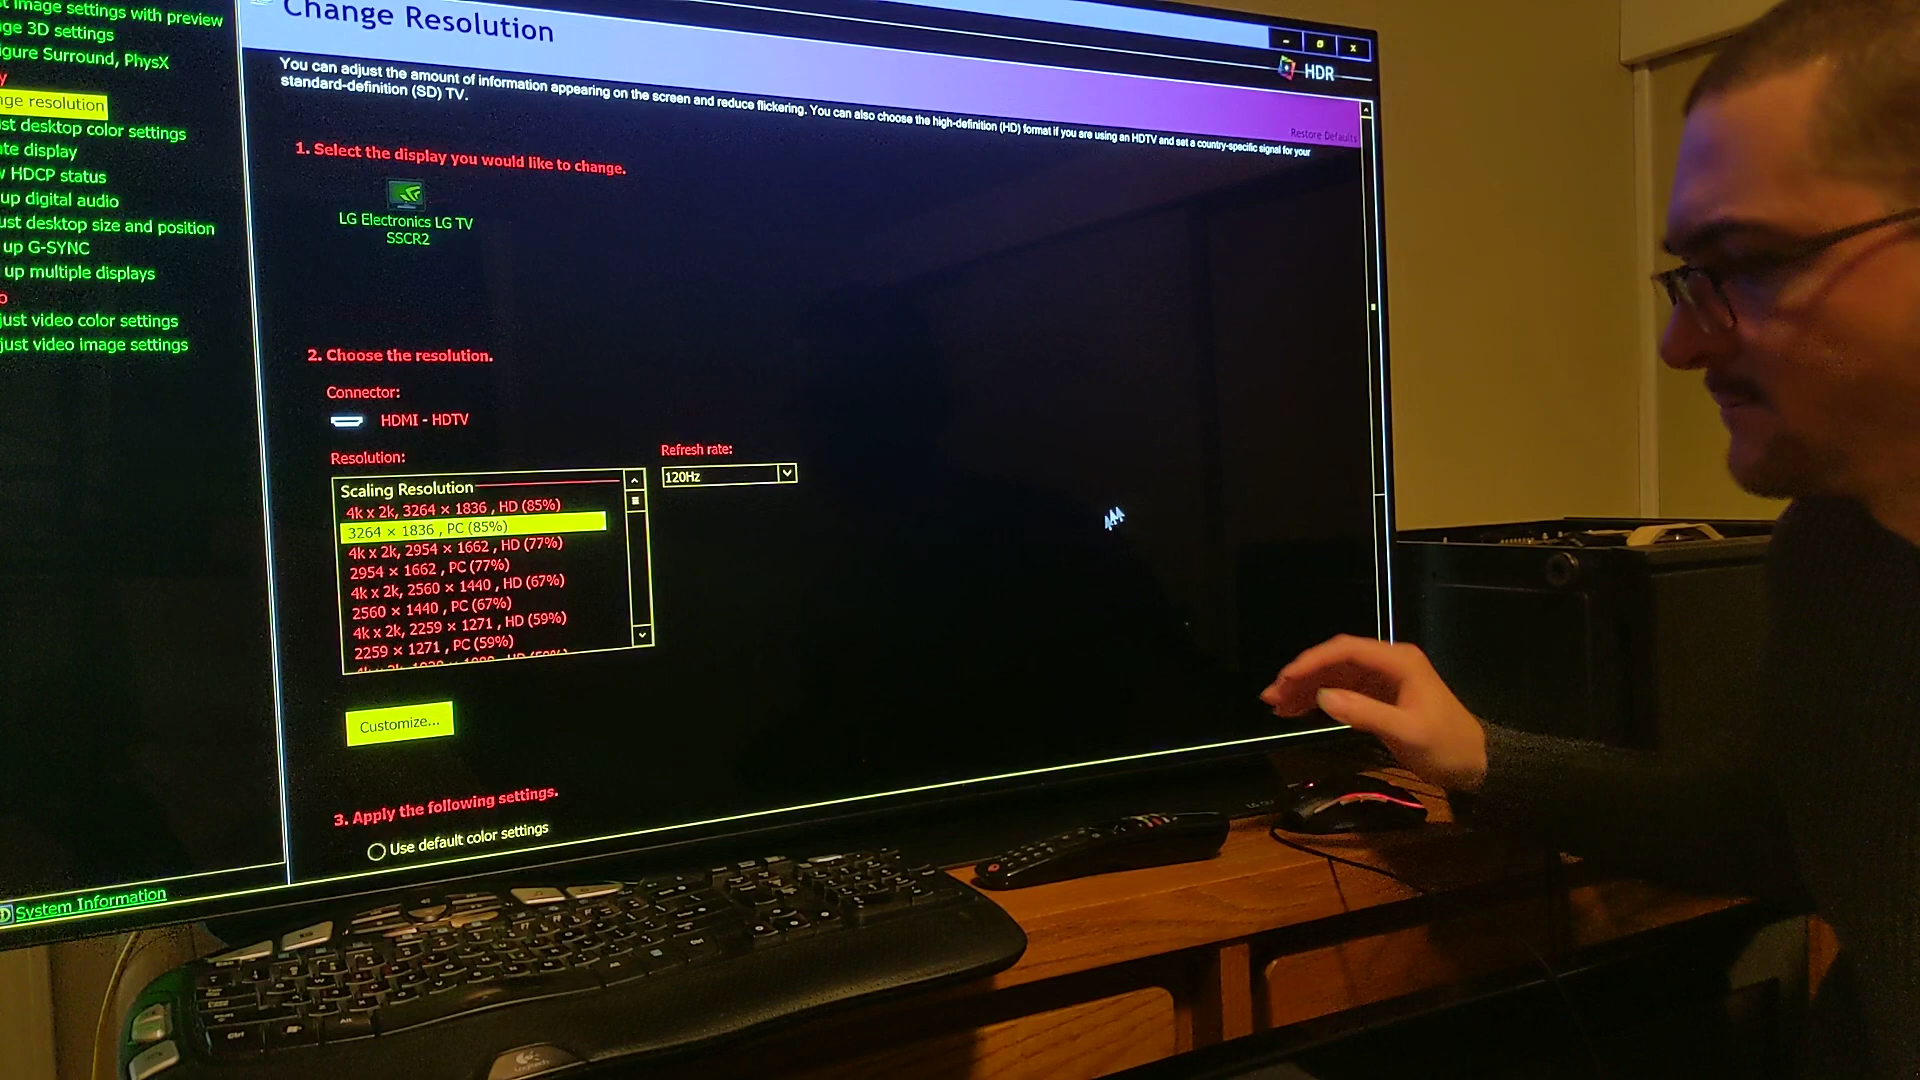 t image settings with preview
ge 3D settings
gure Surround, PhysX
y
nge resolution
st desktop color settings
te display
w HDCP status
up digital audio
ust desktop size and position
up G-SYNC
up multiple displays
o
just video color settings
just video image settings
System Information
Change Resolution
HDR
You can adjust the amount of information appearing on the screen and reduce flickering. You can also choose the high-definition (HD) format if you are using an HDTV and set a country-specific signal for your
standard-definition (SD) TV.
Restore Defaults
1. Select the display you would like to change.
LG Electronics LG TV
SSCR2
2. Choose the resolution.
Connector:
HDMI - HDTV
Resolution:
Refresh rate:
120Hz
Scaling Resolution
4k x 2k, 3264 × 1836 , HD (85%)
3264 × 1836 , PC (85%)
4k x 2k, 2954 × 1662 , HD (77%)
2954 × 1662 , PC (77%)
4k x 2k, 2560 × 1440 , HD (67%)
2560 × 1440 , PC (67%)
4k x 2k, 2259 × 1271 , HD (59%)
2259 × 1271 , PC (59%)
Customize...
3. Apply the following settings.
Use default color settings
Ctrl
Alt
Logitech